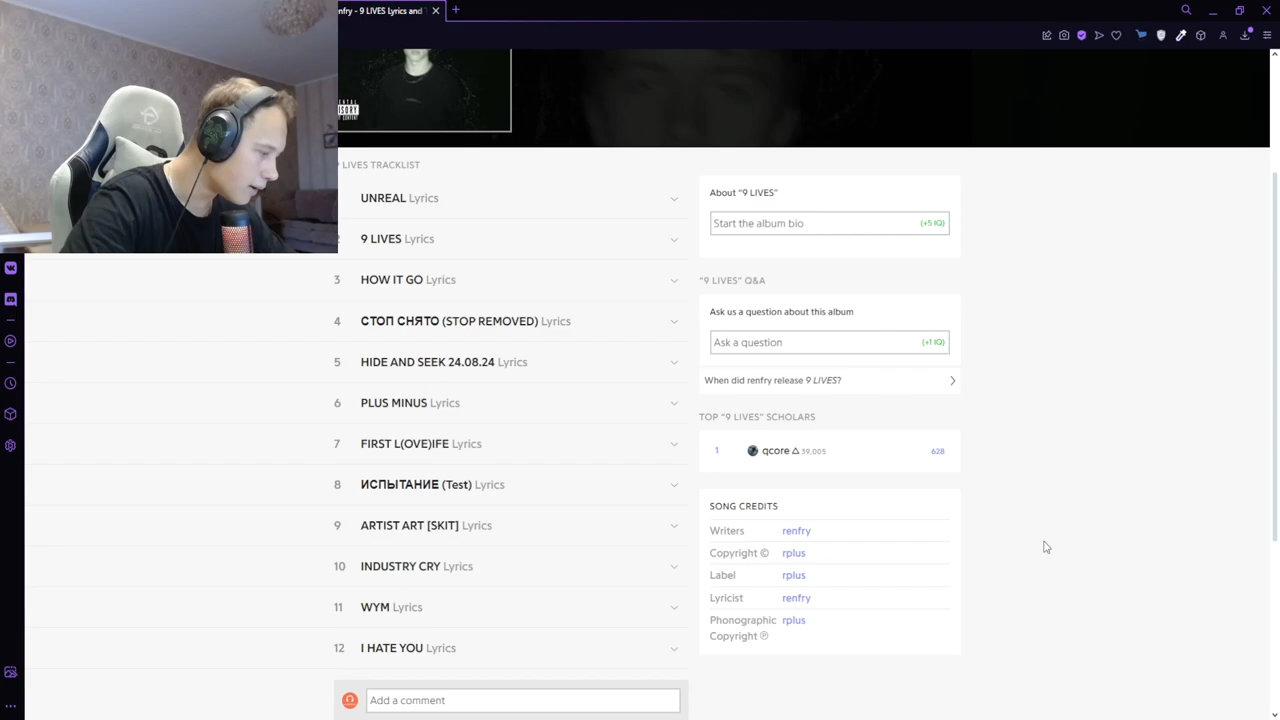 nfry - 9 LIVES Lyrics and
ISORY
LIVES TRACKLIST
UNREAL Lyrics
9 LIVES Lyrics
3 HOW IT GO Lyrics
4 СТОП СНЯТО (STOP REMOVED) Lyrics
5 HIDE AND SEEK 24.08.24 Lyrics
6 PLUS MINUS Lyrics
7 FIRST L(OVE)IFE Lyrics
8 ИСПЫТАНИЕ (Test) Lyrics
9 ARTIST ART [SKIT] Lyrics
10 INDUSTRY CRY Lyrics
11 WYM Lyrics
12 I HATE YOU Lyrics
Add a comment
About “9 LIVES”
Start the album bio (+5 IQ)
“9 LIVES” Q&A
Ask us a question about this album
Ask a question (+1 IQ)
When did renfry release 9 LIVES?
TOP “9 LIVES” SCHOLARS
1 qcore 39,005 628
SONG CREDITS
Writers renfry
Copyright © rplus
Label rplus
Lyricist renfry
Phonographic rplus
Copyright ℗